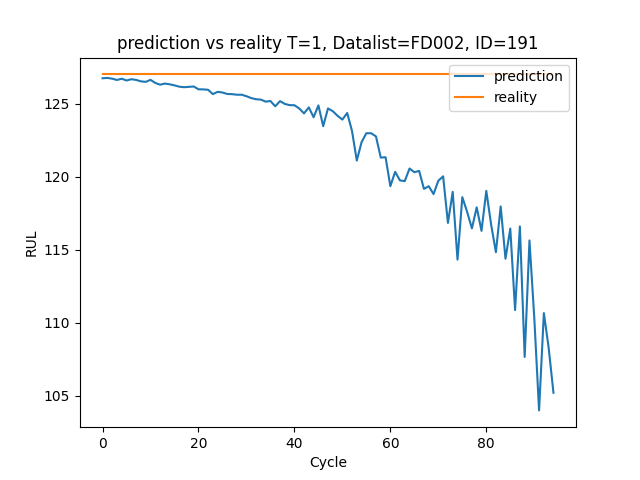 prediction vs reality T=1, Datalist=FD002, ID=191
prediction
reality
125
120
115
110
105
RUL
0 20 40 60 80
Cycle